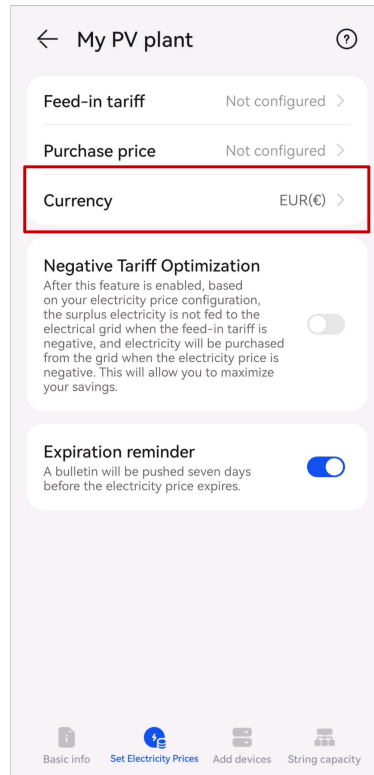 My PV plant
Feed-in tariff Not configured
Purchase price Not configured
Currency EUR(€)
Negative Tariff Optimization
After this feature is enabled, based
on your electricity price configuration,
the surplus electricity is not fed to the
electrical grid when the feed-in tariff is
negative, and electricity will be purchased
from the grid when the electricity price is
negative. This will allow you to maximize
your savings.
Expiration reminder
A bulletin will be pushed seven days
before the electricity price expires.
Basic info Set Electricity Prices Add devices String capacity